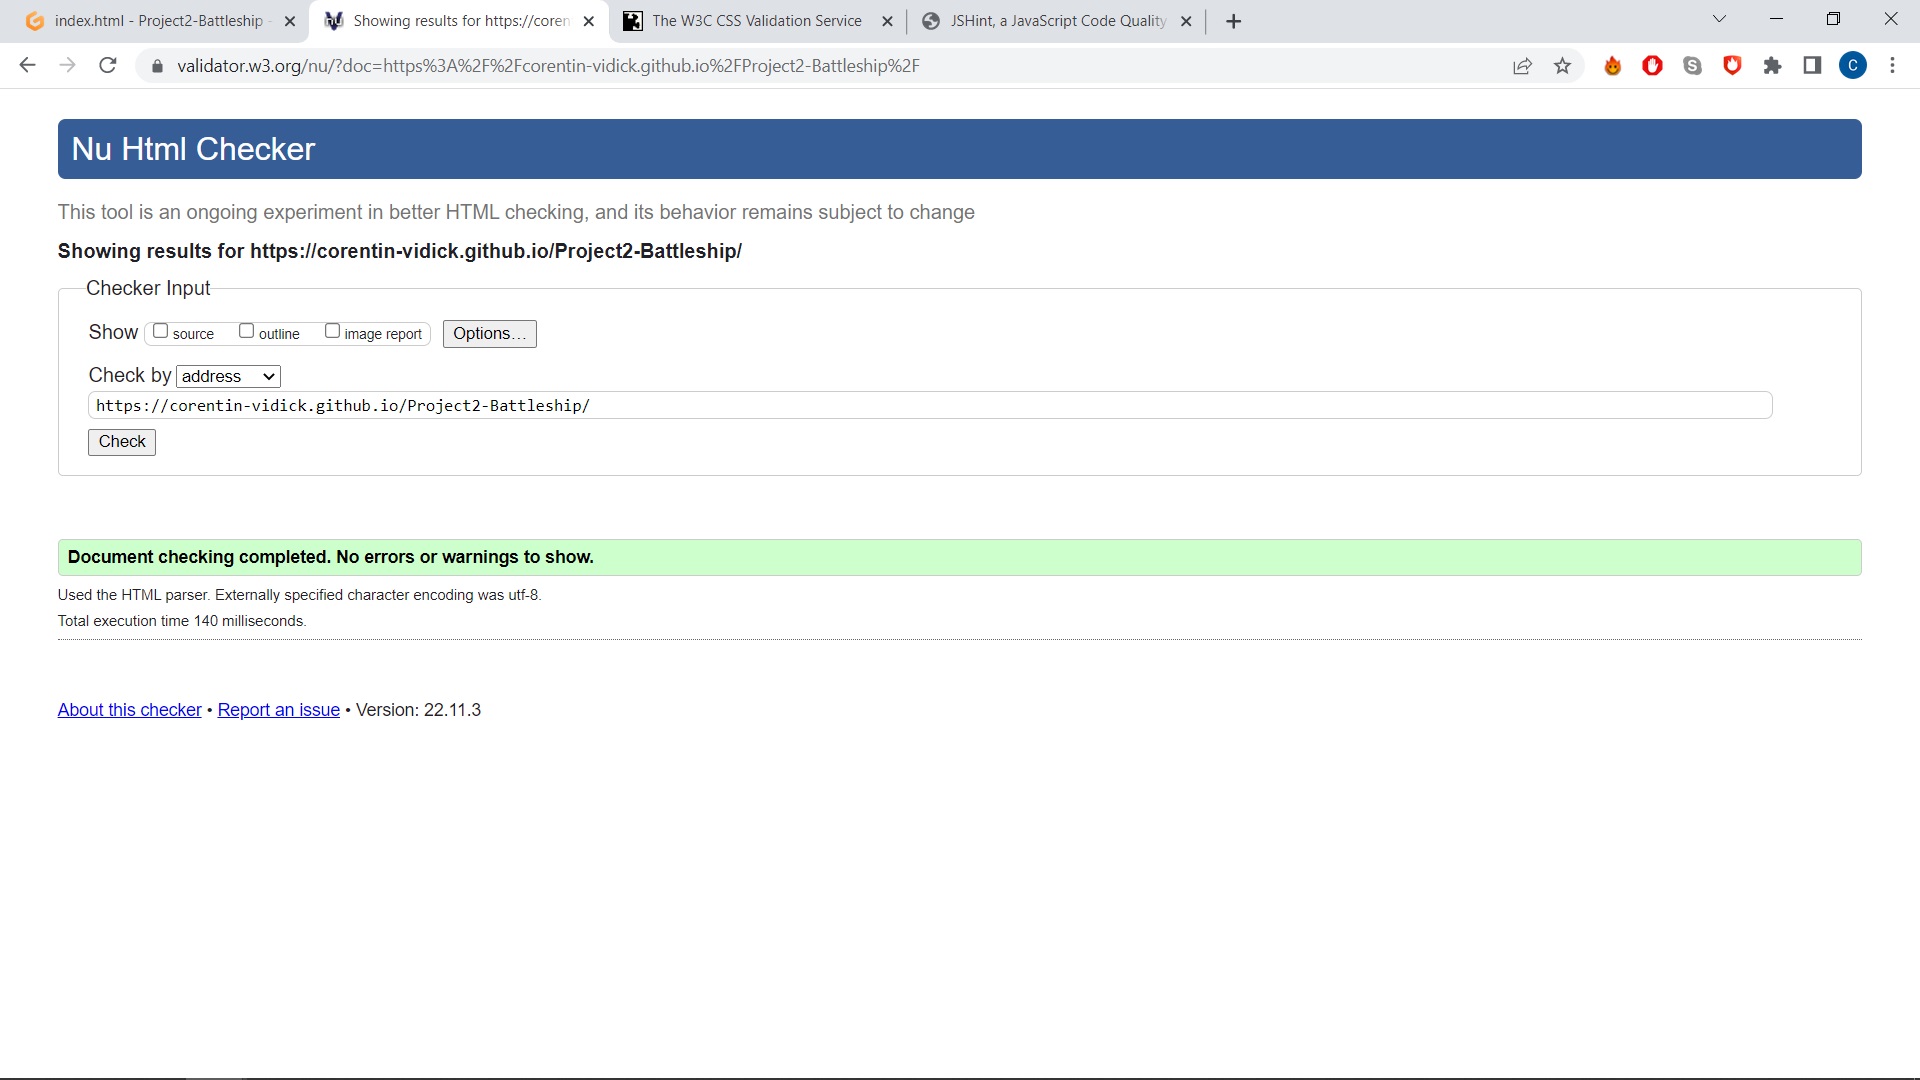 index.html - Project2-Battleship -
Showing results for https://coren
The W3C CSS Validation Service
JSHint, a JavaScript Code Quality
validator.w3.org/nu/?doc=https%3A%2F%2Fcorentin-vidick.github.io%2FProject2-Battleship%2F
C
Nu Html Checker
This tool is an ongoing experiment in better HTML checking, and its behavior remains subject to change
Showing results for https://corentin-vidick.github.io/Project2-Battleship/
Checker Input
Show source outline image report Options...
Check by address
https://corentin-vidick.github.io/Project2-Battleship/
Check
Document checking completed. No errors or warnings to show.
Used the HTML parser. Externally specified character encoding was utf-8.
Total execution time 140 milliseconds.
About this checker • Report an issue • Version: 22.11.3